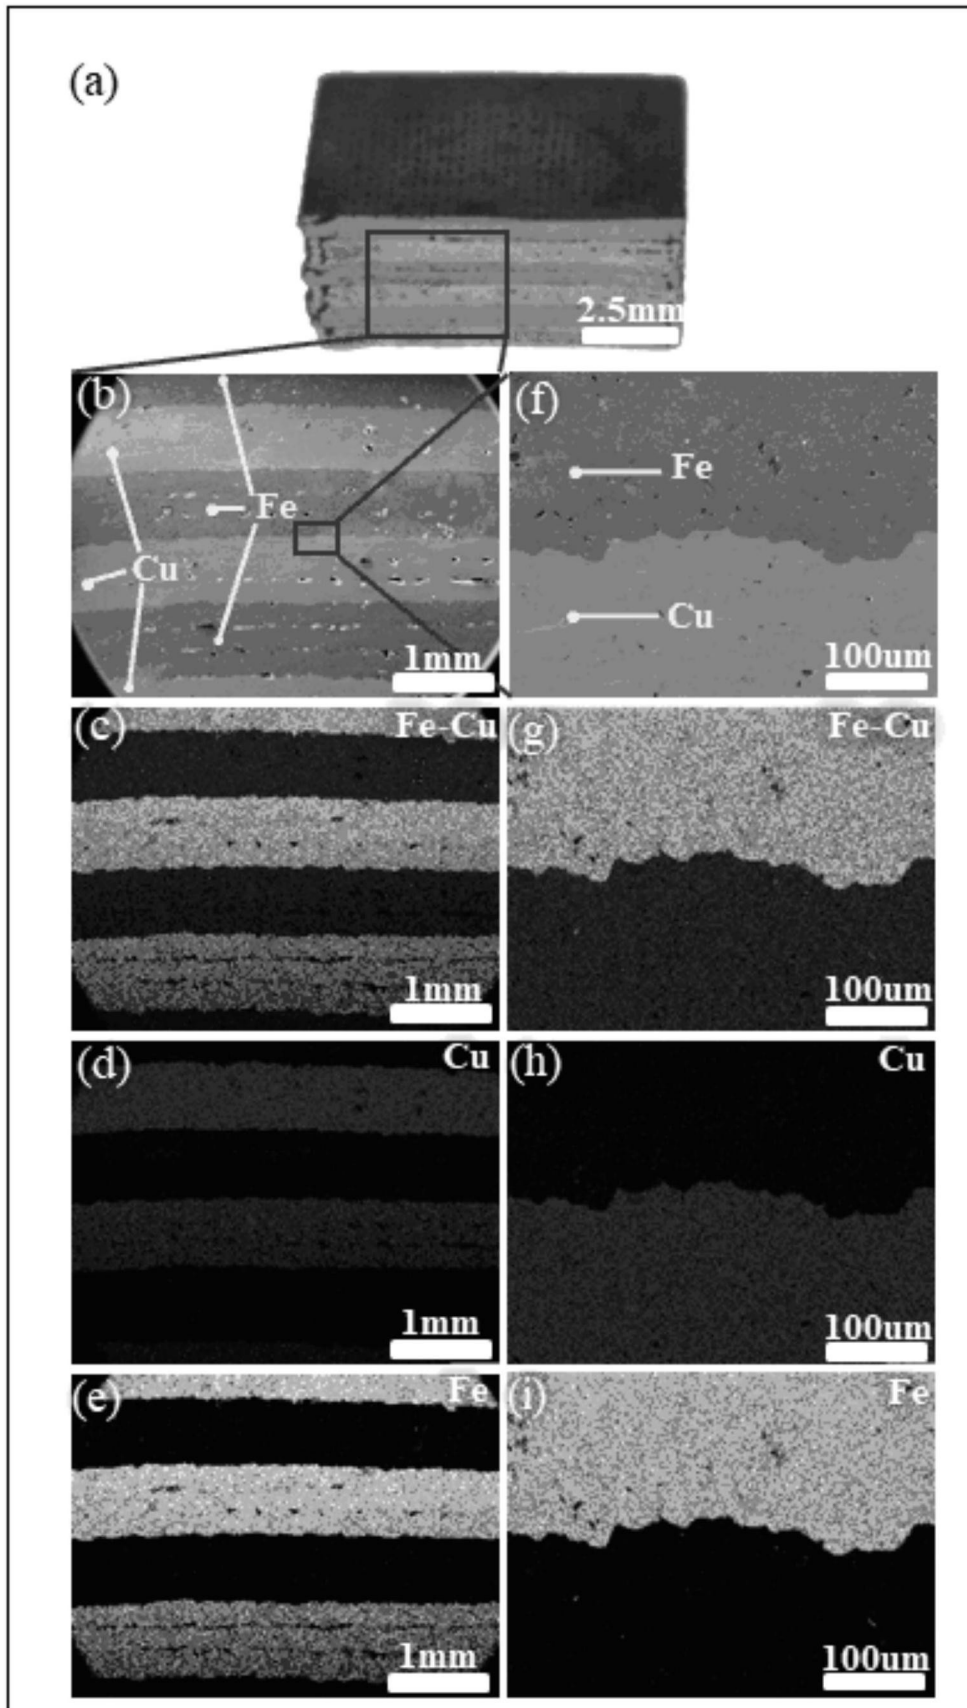 (a)
2.5mm
(b)
Fe
Cu
1mm
(f)
Fe
Cu
100um
(c)
Fe-Cu
1mm
(g)
Fe-Cu
100um
(d)
Cu
1mm
(h)
Cu
100um
(e)
Fe
1mm
(i)
Fe
100um